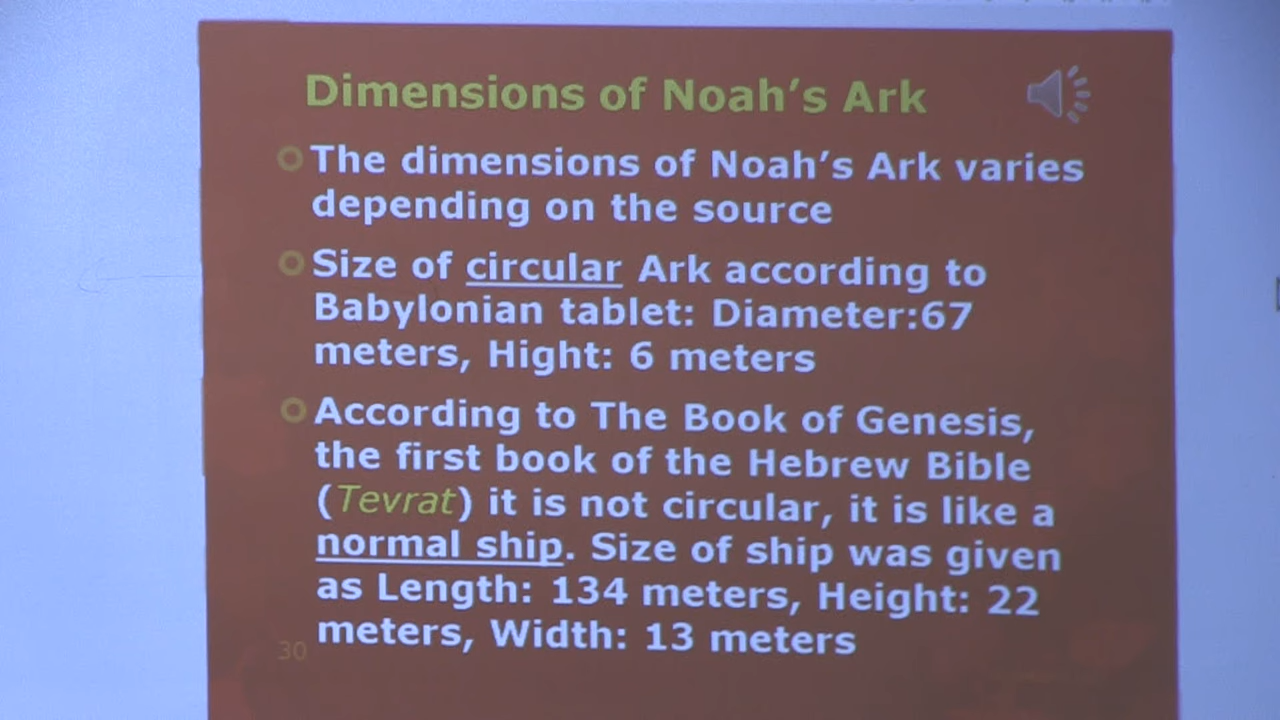 Dimensions of Noah's Ark
The dimensions of Noah's Ark varies
depending on the source
Size of circular Ark according to
Babylonian tablet: Diameter:67
meters, Hight: 6 meters
According to The Book of Genesis,
the first book of the Hebrew Bible
(Tevrat) it is not circular, it is like a
normal ship. Size of ship was given
as Length: 134 meters, Height: 22
meters, Width: 13 meters
30